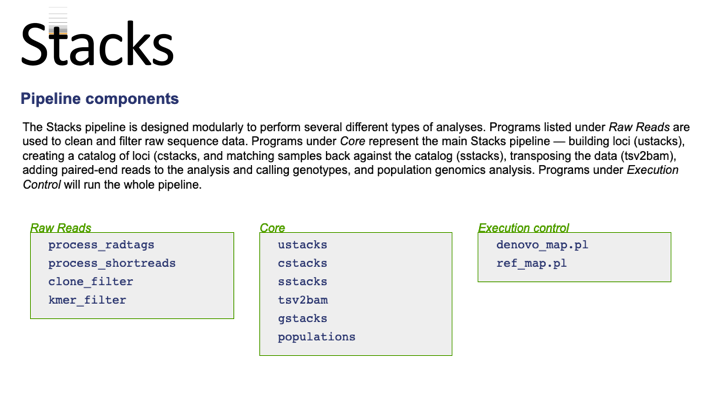 Stacks
Pipeline components
The Stacks pipeline is designed modularly to perform several different types of analyses. Programs listed under Raw Reads are
used to clean and filter raw sequence data. Programs under Core represent the main Stacks pipeline — building loci (ustacks),
creating a catalog of loci (cstacks, and matching samples back against the catalog (sstacks), transposing the data (tsv2bam),
adding paired-end reads to the analysis and calling genotypes, and population genomics analysis. Programs under Execution
Control will run the whole pipeline.
Raw Reads
process_radtags
process_shortreads
clone_filter
kmer_filter
Core
ustacks
cstacks
sstacks
tsv2bam
gstacks
populations
Execution control
denovo_map.pl
ref_map.pl